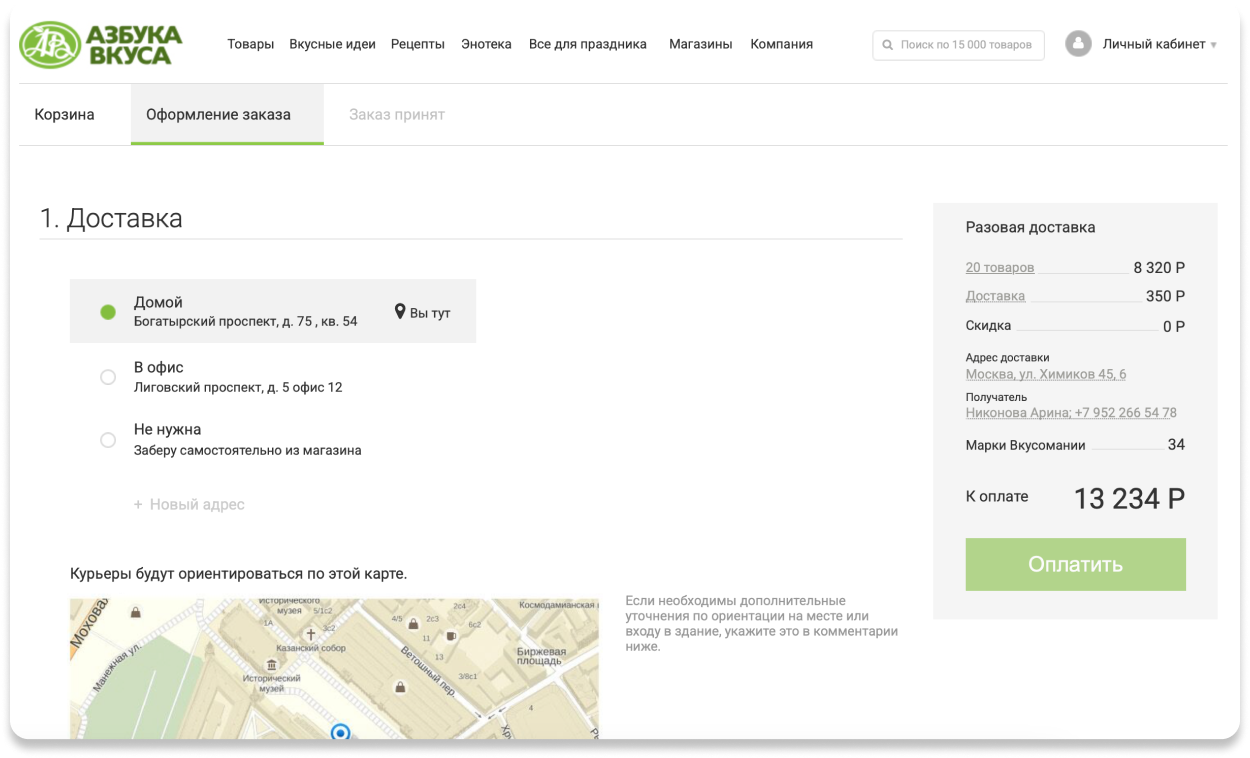 АЗБУКА
ВКУСА
Товары Вкусные идеи Рецепты Энотека Все для праздника Магазины Компания
Поиск по 15 000 товаров
Личный кабинет
Корзина Оформление заказа Заказ принят
1. Доставка
Домой
Богатырский проспект, д. 75 , кв. 54
Вы тут
В офис
Лиговский проспект, д. 5 офис 12
Не нужна
Заберу самостоятельно из магазина
+ Новый адрес
Курьеры будут ориентироваться по этой карте.
Моховая
Манежная ул.
Исторического
музея
5/1с2
1А
3с2
Казанский собор
Исторический
музей
4/5
2с3
2с4
6с2
11
13
Ветошный пер.
3/8с1
4
Космодамианская
Биржевая
площадь
Если необходимы дополнительные
уточнения по ориентации на месте или
входу в здание, укажите это в комментарии
ниже.
Разовая доставка
20 товаров 8 320 Р
Доставка 350 Р
Скидка 0 Р
Адрес доставки
Москва, ул. Химиков 45, 6
Получатель
Никонова Арина; +7 952 266 54 78
Марки Вкусомании 34
К оплате 13 234 Р
Оплатить